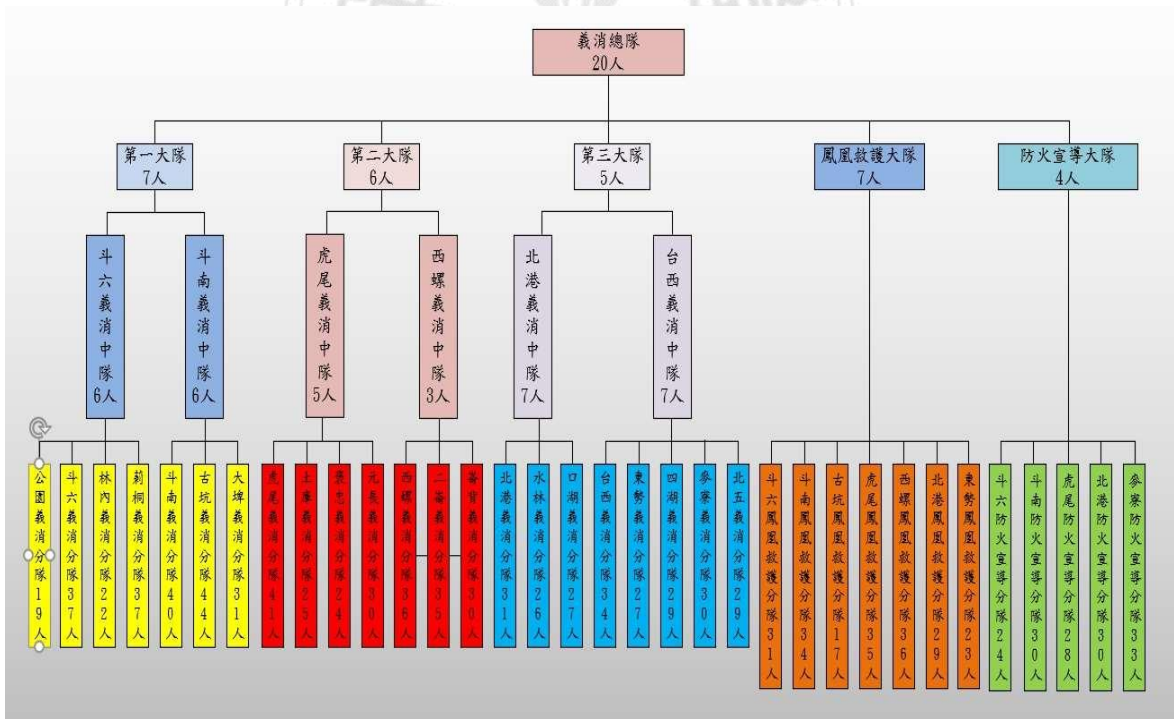 義消總隊
20人
第一大隊
7人
第二大隊
6人
第三大隊
5人
鳳凰救護大隊
7人
防火宣導大隊
4人
斗六義消中隊
6人
斗南義消中隊
6人
虎尾義消中隊
5人
西螺義消中隊
3人
北港義消中隊
7人
台西義消中隊
7人
公園義消分隊19人
斗六義消分隊37人
林內義消分隊22人
莿桐義消分隊37人
斗南義消分隊40人
古坑義消分隊44人
大埤義消分隊31人
虎尾義消分隊41人
土庫義消分隊25人
褒忠義消分隊24人
元長義消分隊30人
西螺義消分隊36人
二崙義消分隊35人
崙背義消分隊30人
北港義消分隊31人
水林義消分隊26人
口湖義消分隊27人
台西義消分隊34人
東勢義消分隊27人
四湖義消分隊29人
麥寮義消分隊30人
北五義消分隊29人
斗六鳳凰救護分隊31人
斗南鳳凰救護分隊34人
古坑鳳凰救護分隊17人
虎尾鳳凰救護分隊35人
西螺鳳凰救護分隊36人
北港鳳凰救護分隊29人
東勢鳳凰救護分隊23人
斗六防火宣導分隊24人
斗南防火宣導分隊30人
虎尾防火宣導分隊28人
北港防火宣導分隊30人
麥寮防火宣導分隊33人